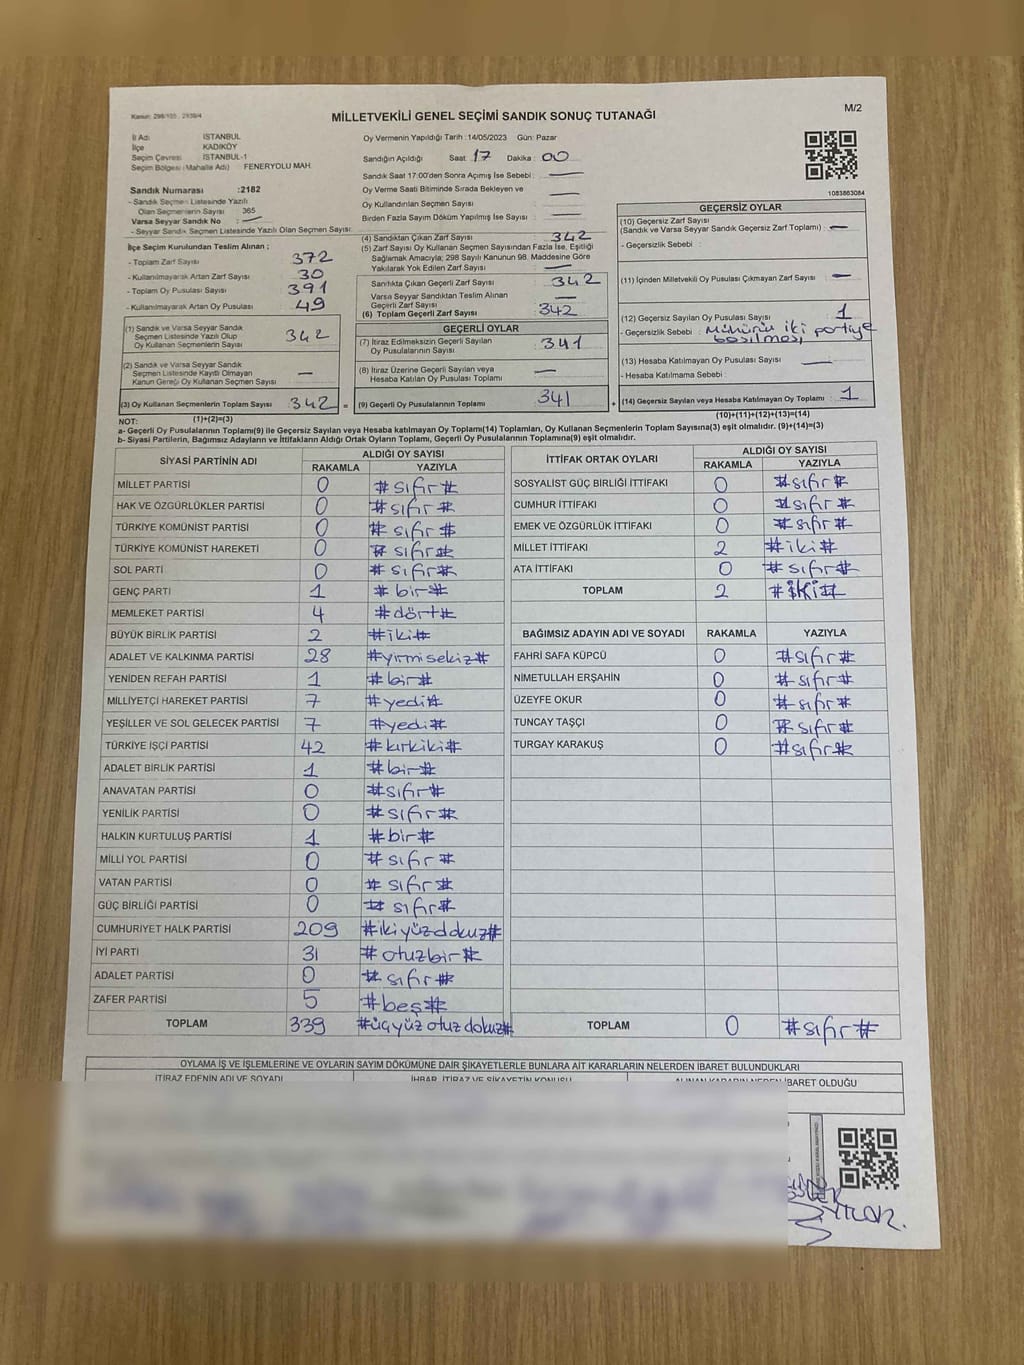 Kanun: 298/105 , 2839/4
MİLLETVEKİLİ GENEL SEÇİMİ SANDIK SONUÇ TUTANAĞI
M/2
İl Adı İSTANBUL
İlçe KADIKÖY
Seçim Çevresi İSTANBUL-1
Seçim Bölgesi (Mahalle Adı) FENERYOLU MAH.
Sandık Numarası :2182
- Sandık Seçmen Listesinde Yazılı
Olan Seçmenlerin Sayısı : 365
Varsa Seyyar Sandık No :
- Seyyar Sandık Seçmen Listesinde Yazılı Olan Seçmen Sayısı:
Oy Vermenin Yapıldığı Tarih : 14/05/2023 Gün: Pazar
Sandığın Açıldığı Saat : 17 Dakika : 00
Sandık Saat 17:00'den Sonra Açımış İse Sebebi :
Oy Verme Saati Bitiminde Sırada Bekleyen ve
Oy Kullandırılan Seçmen Sayısı :
Birden Fazla Sayım Döküm Yapılmış İse Sayısı :
1083863084
İlçe Seçim Kurulundan Teslim Alınan ;
- Toplam Zarf Sayısı : 372
- Kullanılmayarak Artan Zarf Sayısı : 30
- Toplam Oy Pusulası Sayısı : 391
- Kullanılmayarak Artan Oy Pusulası : 49
(1) Sandık ve Varsa Seyyar Sandık
Seçmen Listesinde Yazılı Olup
Oy Kullanan Seçmenlerin Sayısı : 342
(2) Sandık ve Varsa Seyyar Sandık
Seçmen Listesinde Kayıtlı Olmayan
Kanun Gereği Oy Kullanan Seçmen Sayısı : —
(3) Oy Kullanan Seçmenlerin Toplam Sayısı : 342 =
(1)+(2)=(3)
(4) Sandıktan Çıkan Zarf Sayısı : 342
(5) Zarf Sayısı Oy Kullanan Seçmen Sayısından Fazla İse, Eşitliği
Sağlamak Amacıyla; 298 Sayılı Kanunun 98. Maddesine Göre
Yakılarak Yok Edilen Zarf Sayısı : —
Sandıkta Çıkan Geçerli Zarf Sayısı : 342
Varsa Seyyar Sandıktan Teslim Alınan
Geçerli Zarf Sayısı : —
(6) Toplam Geçerli Zarf Sayısı : 342
GEÇERLİ OYLAR
(7) İtiraz Edilmeksizin Geçerli Sayılan
Oy Pusulalarının Sayısı : 341
(8) İtiraz Üzerine Geçerli Sayılan veya
Hesaba Katılan Oy Pusulası Toplamı : —
(9) Geçerli Oy Pusulalarının Toplamı : 341 +
GEÇERSİZ OYLAR
(10) Geçersiz Zarf Sayısı
(Sandık ve Varsa Seyyar Sandık Geçersiz Zarf Toplamı) : —
- Geçersizlik Sebebi :
(11) İçinden Milletvekili Oy Pusulası Çıkmayan Zarf Sayısı : —
(12) Geçersiz Sayılan Oy Pusulası Sayısı : 1
- Geçersizlik Sebebi : Mührün iki partiye
basılması
(13) Hesaba Katılmayan Oy Pusulası Sayısı : —
- Hesaba Katılmama Sebebi :
(14) Geçersiz Sayılan veya Hesaba Katılmayan Oy Toplamı : 1
(10)+(11)+(12)+(13)=(14)
NOT:
a- Geçerli Oy Pusulalarının Toplamı(9) ile Geçersiz Sayılan veya Hesaba katılmayan Oy Toplamı(14) Toplamları, Oy Kullanan Seçmenlerin Toplam Sayısına(3) eşit olmalıdır. (9)+(14)=(3)
b- Siyasi Partilerin, Bağımsız Adayların ve İttifakların Aldığı Ortak Oyların Toplamı, Geçerli Oy Pusulalarının Toplamına(9) eşit olmalıdır.
SİYASİ PARTİNİN ADI ALDIĞI OY SAYISI
RAKAMLA YAZIYLA
MİLLET PARTİSİ 0 #sıfır#
HAK VE ÖZGÜRLÜKLER PARTİSİ 0 #sıfır#
TÜRKİYE KOMÜNİST PARTİSİ 0 #sıfır#
TÜRKİYE KOMÜNİST HAREKETİ 0 #sıfır#
SOL PARTİ 0 #sıfır#
GENÇ PARTİ 1 #bir#
MEMLEKET PARTİSİ 4 #dört#
BÜYÜK BİRLİK PARTİSİ 2 #iki#
ADALET VE KALKINMA PARTİSİ 28 #yirmisekiz#
YENİDEN REFAH PARTİSİ 1 #bir#
MİLLİYETÇİ HAREKET PARTİSİ 7 #yedi#
YEŞİLLER VE SOL GELECEK PARTİSİ 7 #yedi#
TÜRKİYE İŞÇİ PARTİSİ 42 #kırkiki#
ADALET BİRLİK PARTİSİ 1 #bir#
ANAVATAN PARTİSİ 0 #sıfır#
YENİLİK PARTİSİ 0 #sıfır#
HALKIN KURTULUŞ PARTİSİ 1 #bir#
MİLLİ YOL PARTİSİ 0 #sıfır#
VATAN PARTİSİ 0 #sıfır#
GÜÇ BİRLİĞİ PARTİSİ 0 #sıfır#
CUMHURİYET HALK PARTİSİ 209 #ikiyüzdokuz#
İYİ PARTİ 31 #otuzbir#
ADALET PARTİSİ 0 #sıfır#
ZAFER PARTİSİ 5 #beş#
TOPLAM 339 #üçyüzotuzdokuz#
İTTİFAK ORTAK OYLARI ALDIĞI OY SAYISI
RAKAMLA YAZIYLA
SOSYALİST GÜÇ BİRLİĞİ İTTİFAKI 0 #sıfır#
CUMHUR İTTİFAKI 0 #sıfır#
EMEK VE ÖZGÜRLÜK İTTİFAKI 0 #sıfır#
MİLLET İTTİFAKI 2 #iki#
ATA İTTİFAKI 0 #sıfır#
TOPLAM 2 #iki#
BAĞIMSIZ ADAYIN ADI VE SOYADI RAKAMLA YAZIYLA
FAHRİ SAFA KÜPCÜ 0 #sıfır#
NİMETULLAH ERŞAHİN 0 #sıfır#
ÜZEYFE OKUR 0 #sıfır#
TUNCAY TAŞÇI 0 #sıfır#
TURGAY KARAKUŞ 0 #sıfır#
TOPLAM 0 #sıfır#
OYLAMA İŞ VE İŞLEMLERİNE VE OYLARIN SAYIM DÖKÜMÜNE DAİR ŞİKAYETLERLE BUNLARA AİT KARARLARIN NELERDEN İBARET BULUNDUKLARI
İTİRAZ EDENİN ADI VE SOYADI İHBAR, İTİRAZ VE ŞİKAYETİN KONUSU ALINAN KARARIN NEDEN İBARET OLDUĞU